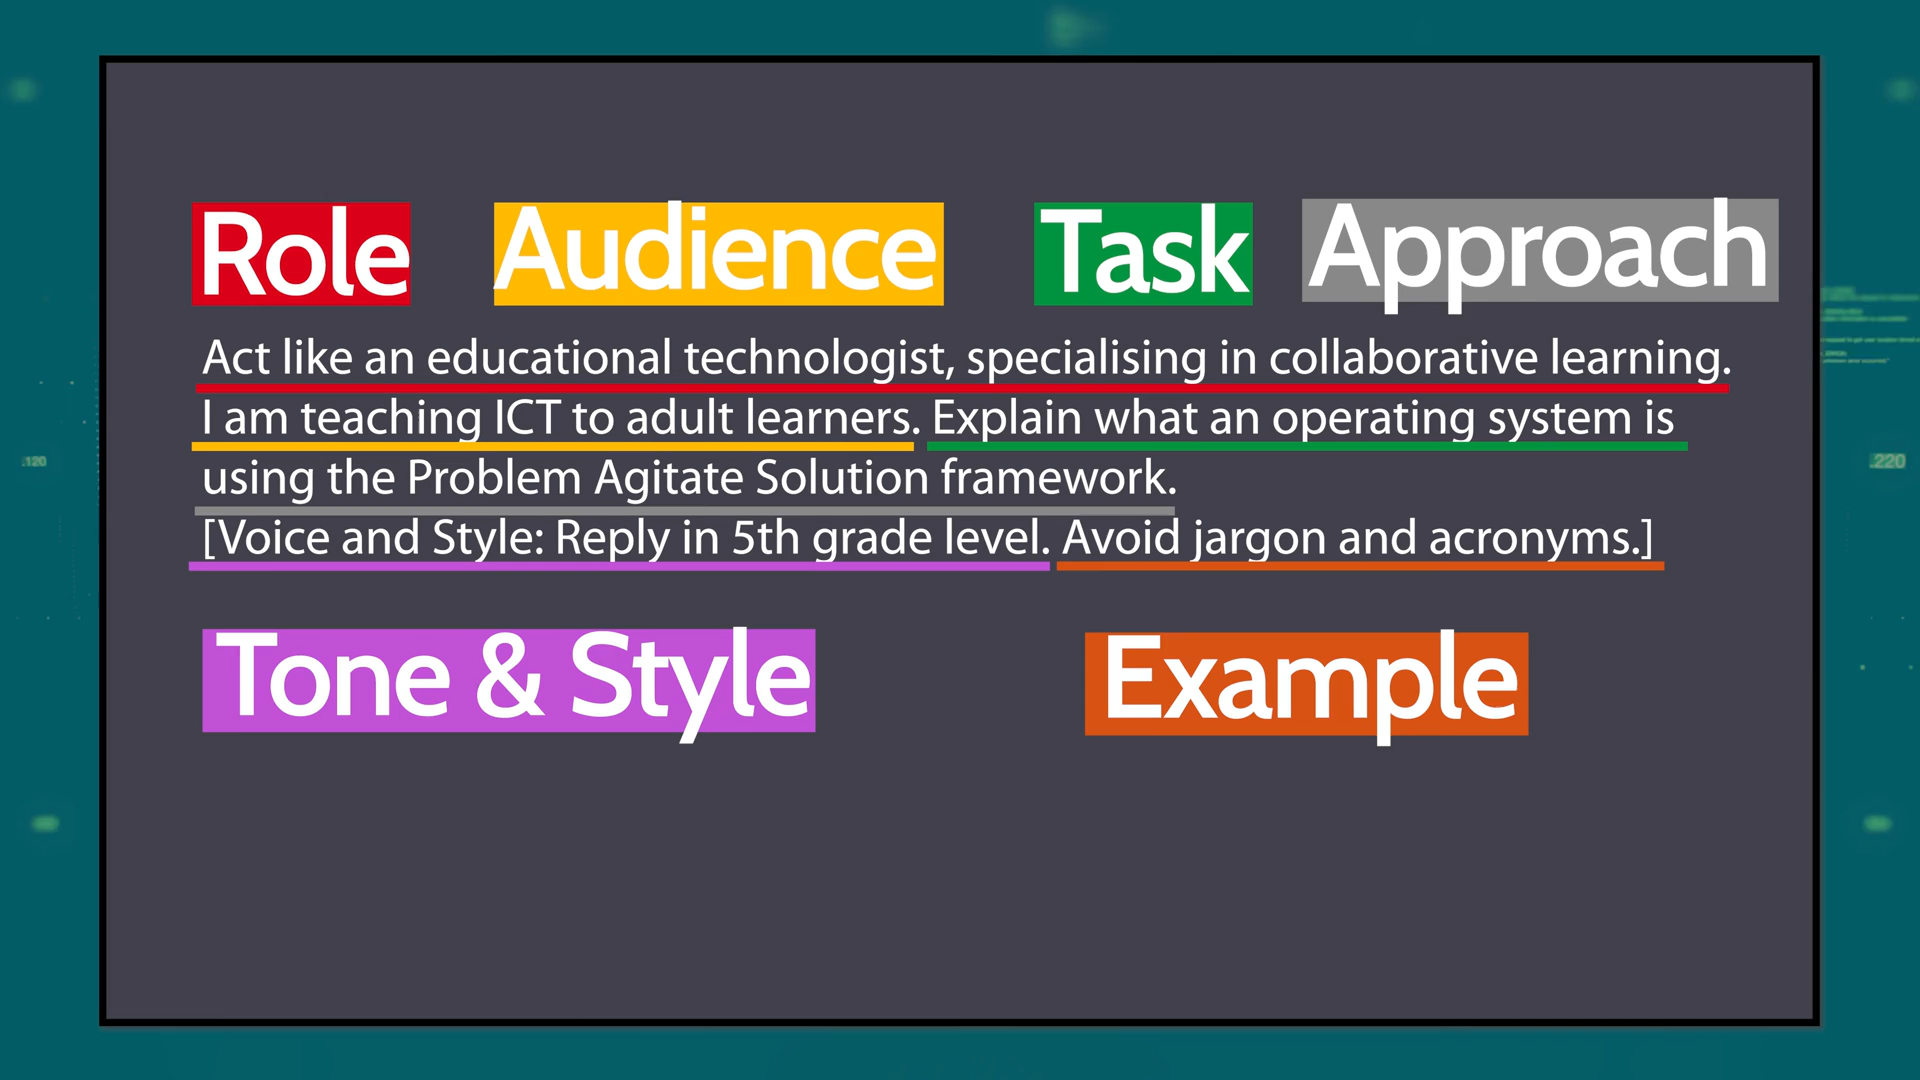 Role Audience Task Approach
Act like an educational technologist, specialising in collaborative learning.
I am teaching ICT to adult learners. Explain what an operating system is
using the Problem Agitate Solution framework.
[Voice and Style: Reply in 5th grade level. Avoid jargon and acronyms.]
Tone & Style Example
.120
.220